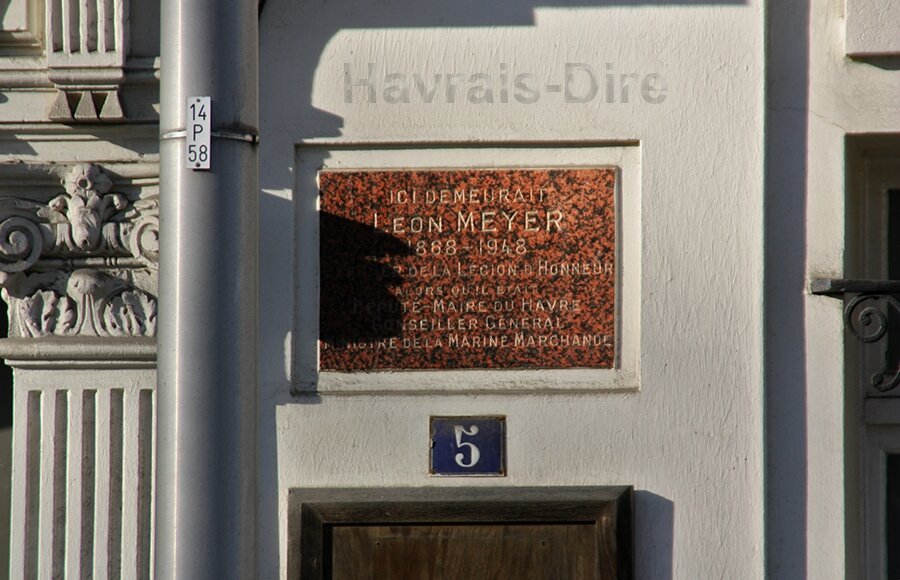 Havrais-Dire
14
P
58
ICI DEMEURAIT
LEON MEYER
1868-1948
DE LA LEGION D'HONNEUR
ALORS QU'IL ETAIT
DEPUTE MAIRE DU HAVRE
CONSEILLER GENERAL
MINISTRE DE LA MARINE MARCHANDE
5